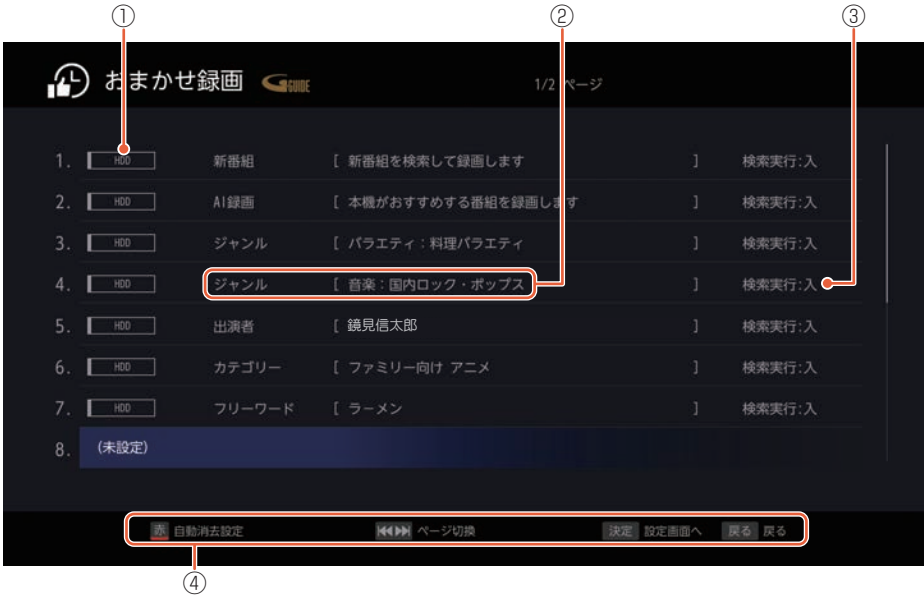 ① ② ③
おまかせ録画 G GUIDE 1/2 ページ
1. HDD 新番組 [ 新番組を検索して録画します ] 検索実行:入
2. HDD AI録画 [ 本機がおすすめする番組を録画します ] 検索実行:入
3. HDD ジャンル [ バラエティ：料理バラエティ ] 検索実行:入
4. HDD ジャンル [ 音楽：国内ロック・ポップス ] 検索実行:入
5. HDD 出演者 [ 鏡見信太郎 ] 検索実行:入
6. HDD カテゴリー [ ファミリー向け アニメ ] 検索実行:入
7. HDD フリーワード [ ラーメン ] 検索実行:入
8. (未設定)
赤 自動消去設定 ページ切換 決定 設定画面へ 戻る 戻る
④